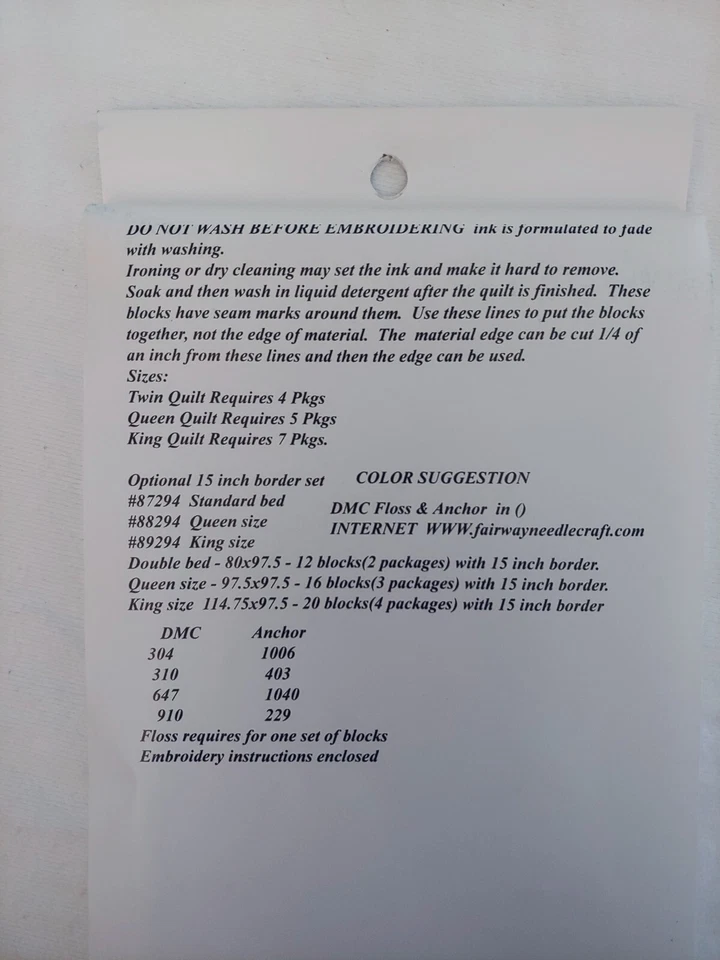 DO NOT WASH BEFORE EMBROIDERING ink is formulated to fade
with washing.
Ironing or dry cleaning may set the ink and make it hard to remove.
Soak and then wash in liquid detergent after the quilt is finished. These
blocks have seam marks around them. Use these lines to put the blocks
together, not the edge of material. The material edge can be cut 1/4 of
an inch from these lines and then the edge can be used.
Sizes:
Twin Quilt Requires 4 Pkgs
Queen Quilt Requires 5 Pkgs
King Quilt Requires 7 Pkgs.
Optional 15 inch border set
#87294 Standard bed
#88294 Queen size
#89294 King size
COLOR SUGGESTION
DMC Floss & Anchor in ()
INTERNET WWW.fairwayneedlecraft.com
Double bed - 80x97.5 - 12 blocks(2 packages) with 15 inch border.
Queen size - 97.5x97.5 - 16 blocks(3 packages) with 15 inch border.
King size 114.75x97.5 - 20 blocks(4 packages) with 15 inch border
DMC Anchor
304 1006
310 403
647 1040
910 229
Floss requires for one set of blocks
Embroidery instructions enclosed